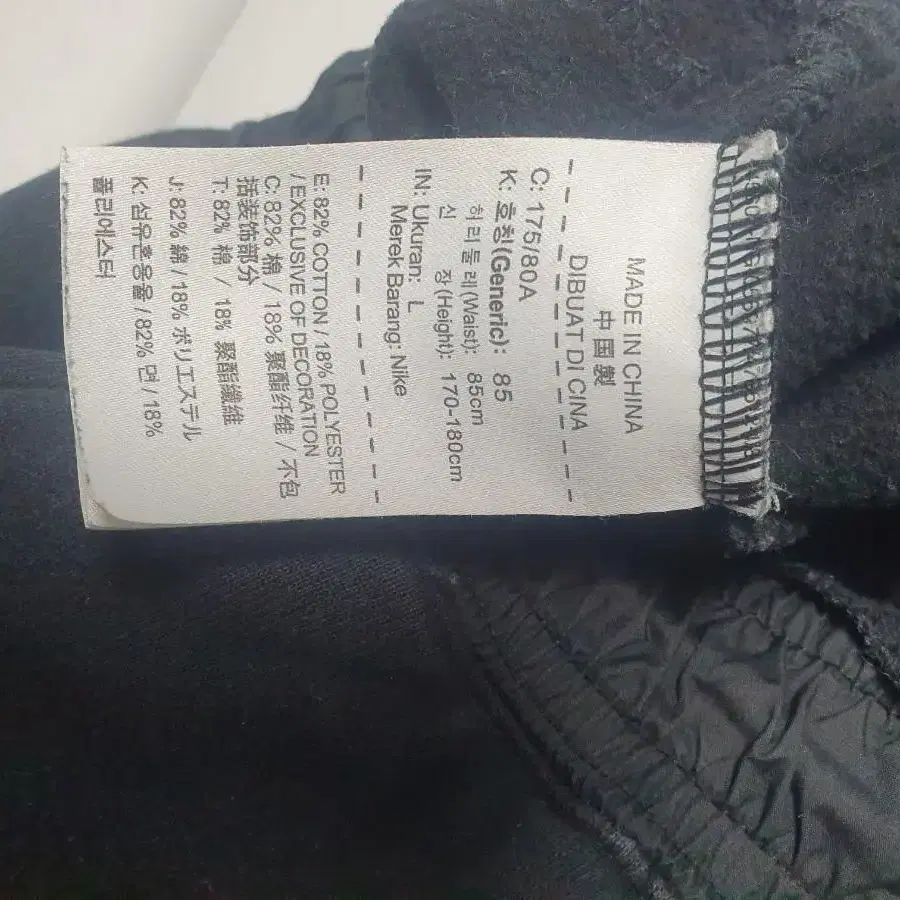 MADE IN CHINA
中国製
DIBUAT DI CINA
- - - - - - - - - - - - -
C: 175/80A
K: 호칭(Generic): 85
허리둘레(Waist): 85cm
신 장(Height): 170-180cm
IN: Ukuran: L
Merek Barang: Nike
- - - - - - - - - - - - -
E: 82% COTTON / 18% POLYESTER
/ EXCLUSIVE OF DECORATION
C: 82% 棉 / 18% 聚酯纤维 / 不包
括装饰部分
T: 82% 棉 / 18% 聚酯纖維
J: 82% 綿 / 18% ポリエステル
K: 섬유혼용율 / 82% 면 / 18%
폴리에스터